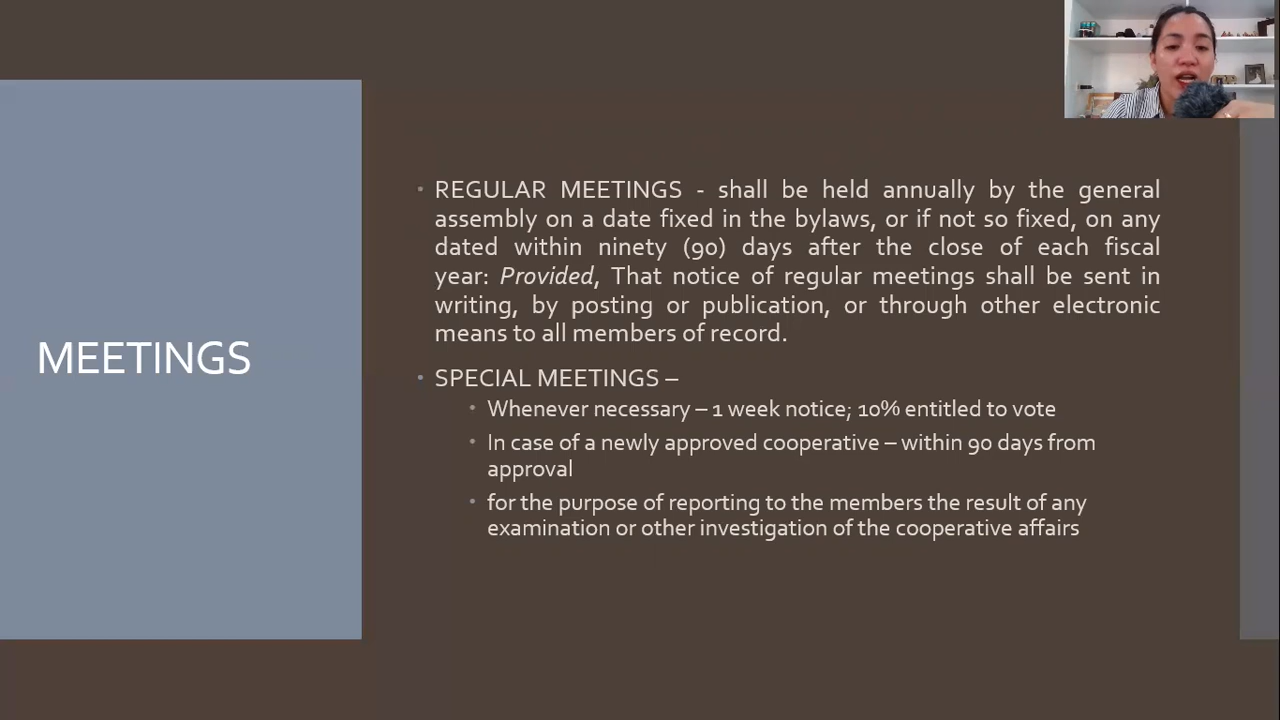 MEETINGS
REGULAR MEETINGS - shall be held annually by the general
assembly on a date fixed in the bylaws, or if not so fixed, on any
dated within ninety (90) days after the close of each fiscal
year: Provided, That notice of regular meetings shall be sent in
writing, by posting or publication, or through other electronic
means to all members of record.
SPECIAL MEETINGS –
Whenever necessary – 1 week notice; 10% entitled to vote
In case of a newly approved cooperative – within 90 days from
approval
for the purpose of reporting to the members the result of any
examination or other investigation of the cooperative affairs